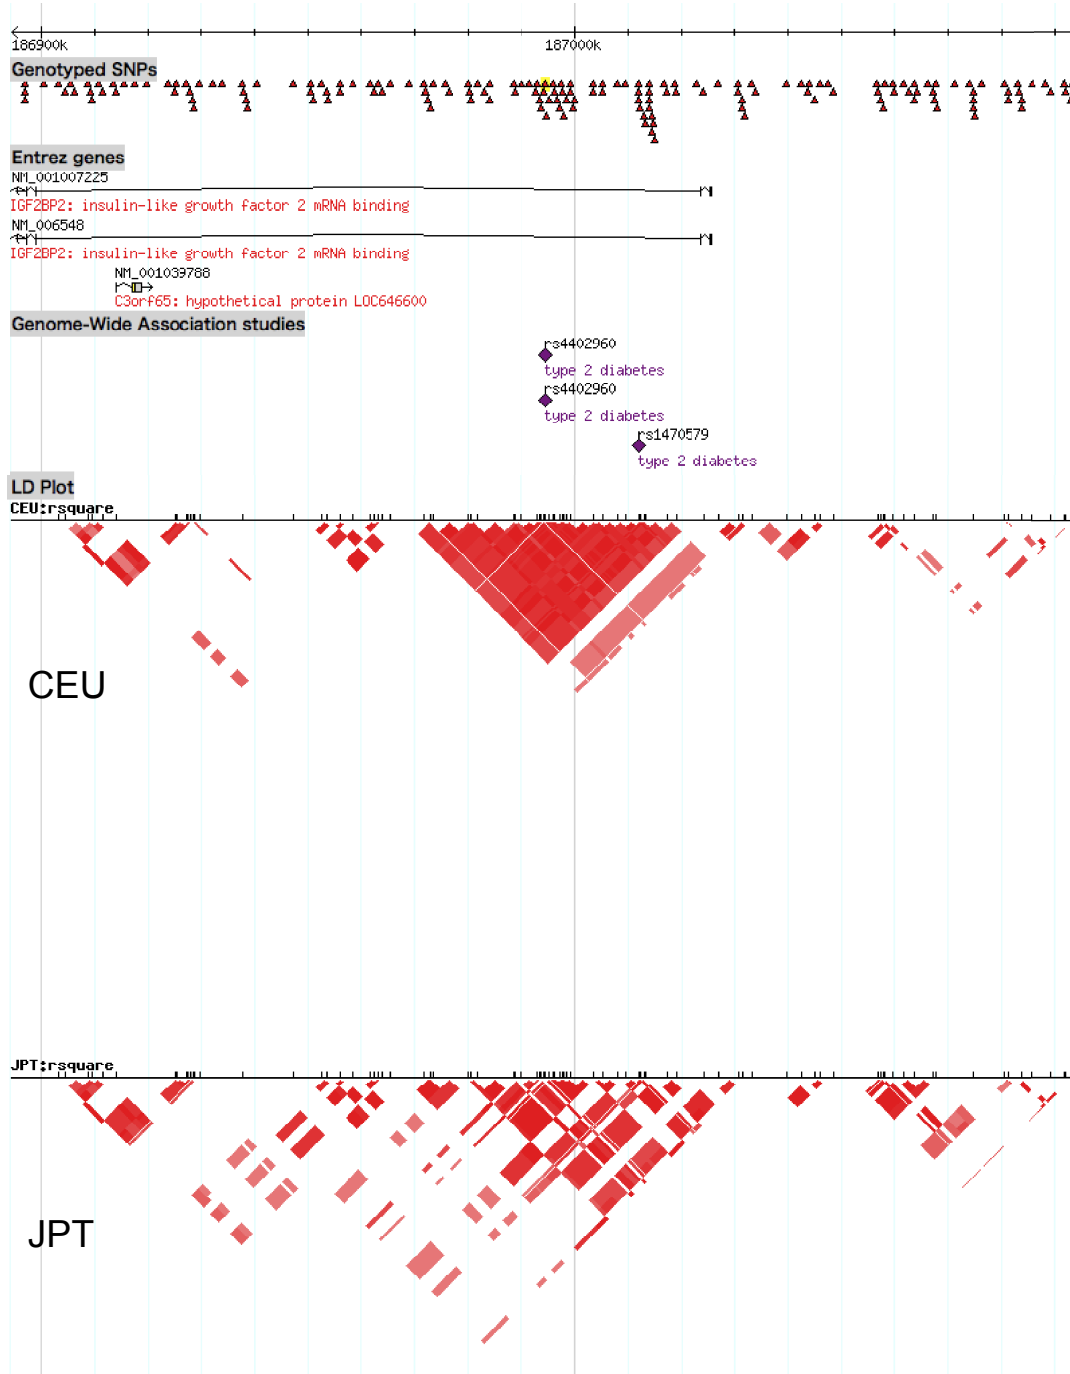 186900k 187000k
Genotyped SNPs
Entrez genes
NM_001007225
IGF2BP2: insulin-like growth factor 2 mRNA binding
NM_006548
IGF2BP2: insulin-like growth factor 2 mRNA binding
NM_001039788
C3orf65: hypothetical protein LOC646600
Genome-Wide Association studies
rs4402960
type 2 diabetes
rs4402960
type 2 diabetes
rs1470579
type 2 diabetes
LD Plot
CEU:rsquare
CEU
JPT:rsquare
JPT